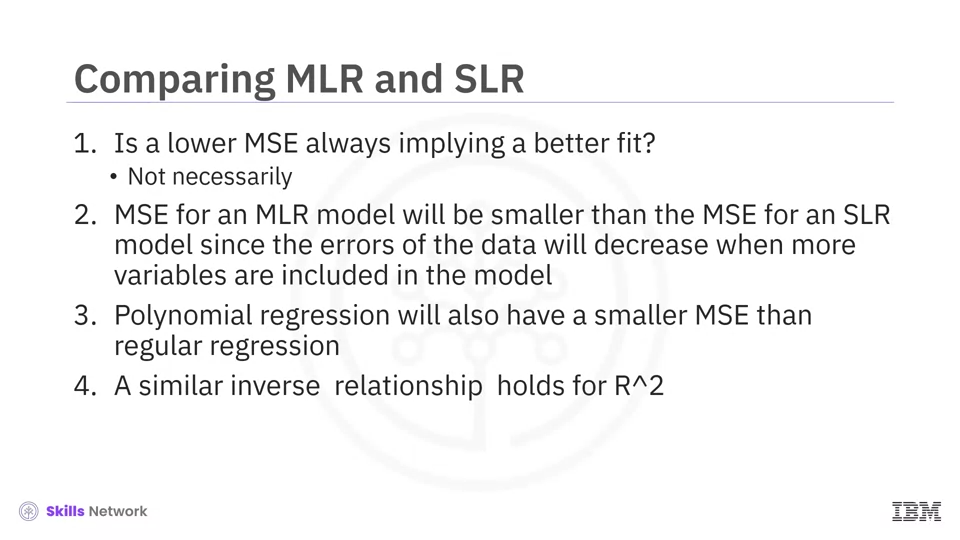 Comparing MLR and SLR
1. Is a lower MSE always implying a better fit?
• Not necessarily
2. MSE for an MLR model will be smaller than the MSE for an SLR
model since the errors of the data will decrease when more
variables are included in the model
3. Polynomial regression will also have a smaller MSE than
regular regression
4. A similar inverse relationship holds for R^2
Skills Network
IBM